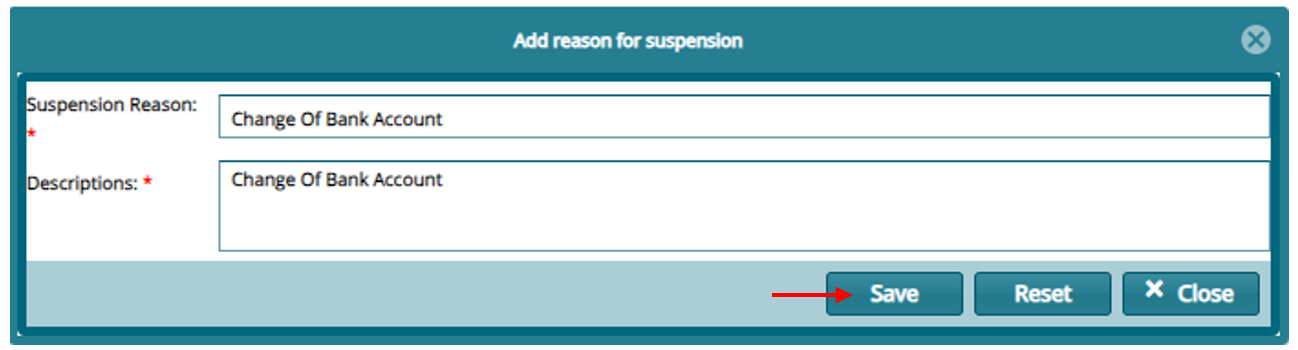 Add reason for suspension
Suspension Reason:
*
Change Of Bank Account
Descriptions: *
Change Of Bank Account
Save
Reset
Close